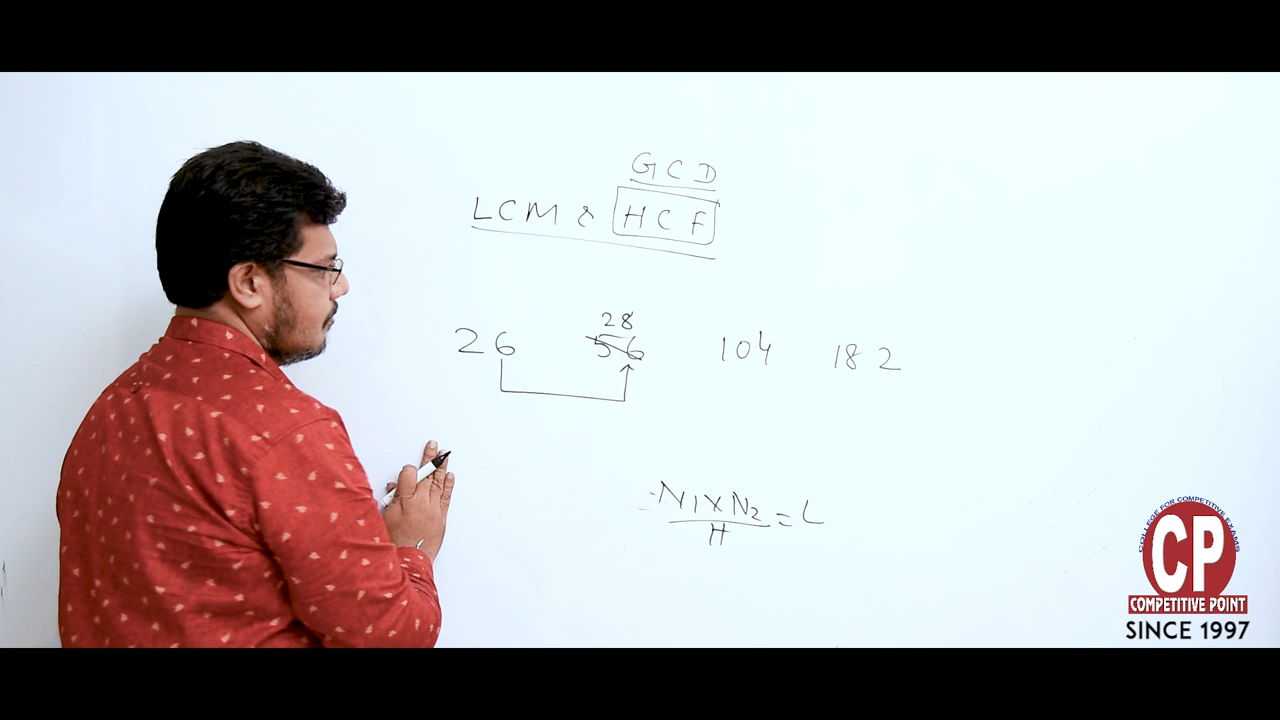 GCD
LCM & HCF
28
26 56 104 182
N1 x N2 = L
H
COLLEGE FOR COMPETITIVE EXAMS
CP
COMPETITIVE POINT
SINCE 1997